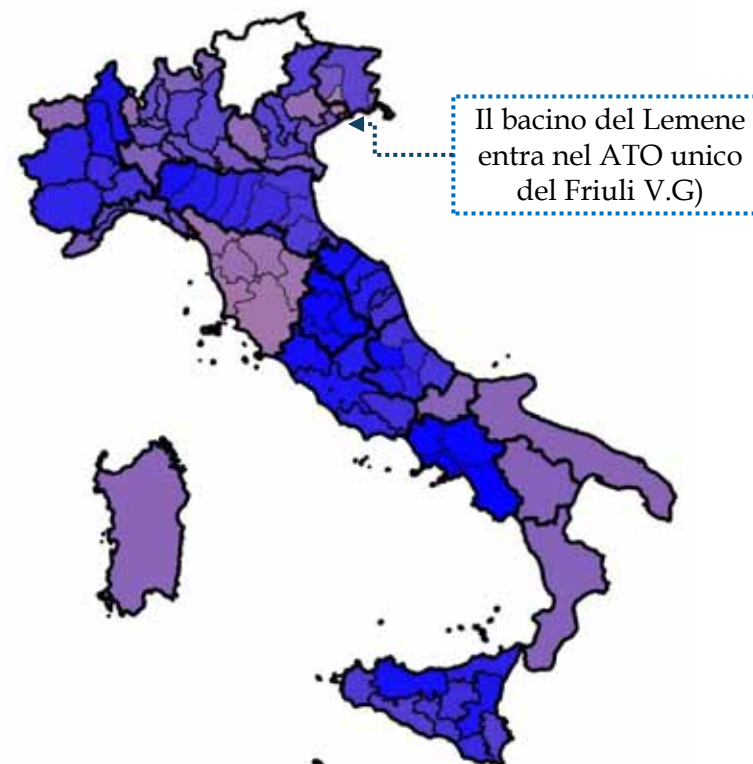 Il bacino del Lemene
entra nel ATO unico
del Friuli V.G)